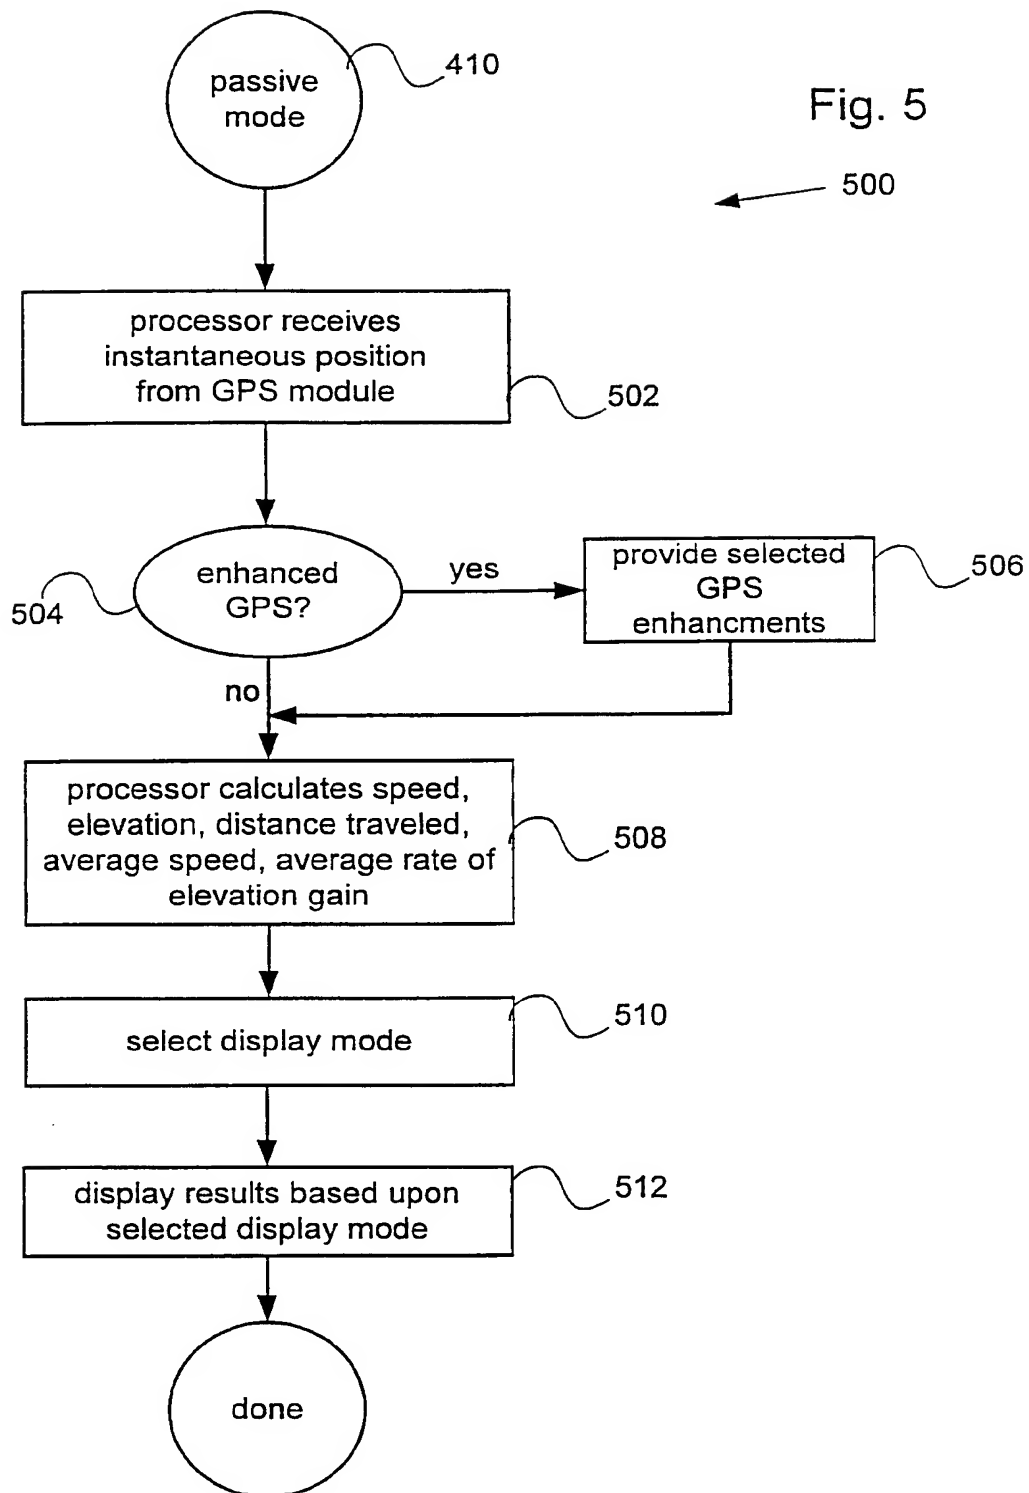 passive
mode
410
Fig. 5
500
processor receives
instantaneous position
from GPS module
502
enhanced
GPS?
504
yes
provide selected
GPS
enhancments
506
no
processor calculates speed,
elevation, distance traveled,
average speed, average rate of
elevation gain
508
select display mode
510
display results based upon
selected display mode
512
done